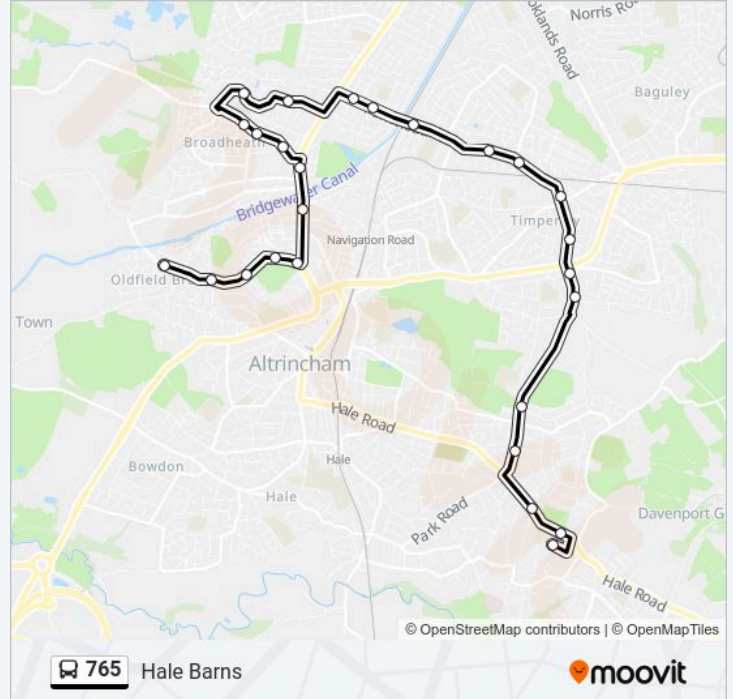 Norris Ro
oklands Road
Baguley
Broadheath
Bridgewater Canal
Timperley
Navigation Road
Oldfield Br
Town
Altrincham
Hale Road
Hale
Bowdon
Hale
Park Road
Davenport G
Hale Road
© OpenStreetMap contributors | © OpenMapTiles
765 Hale Barns
moovit